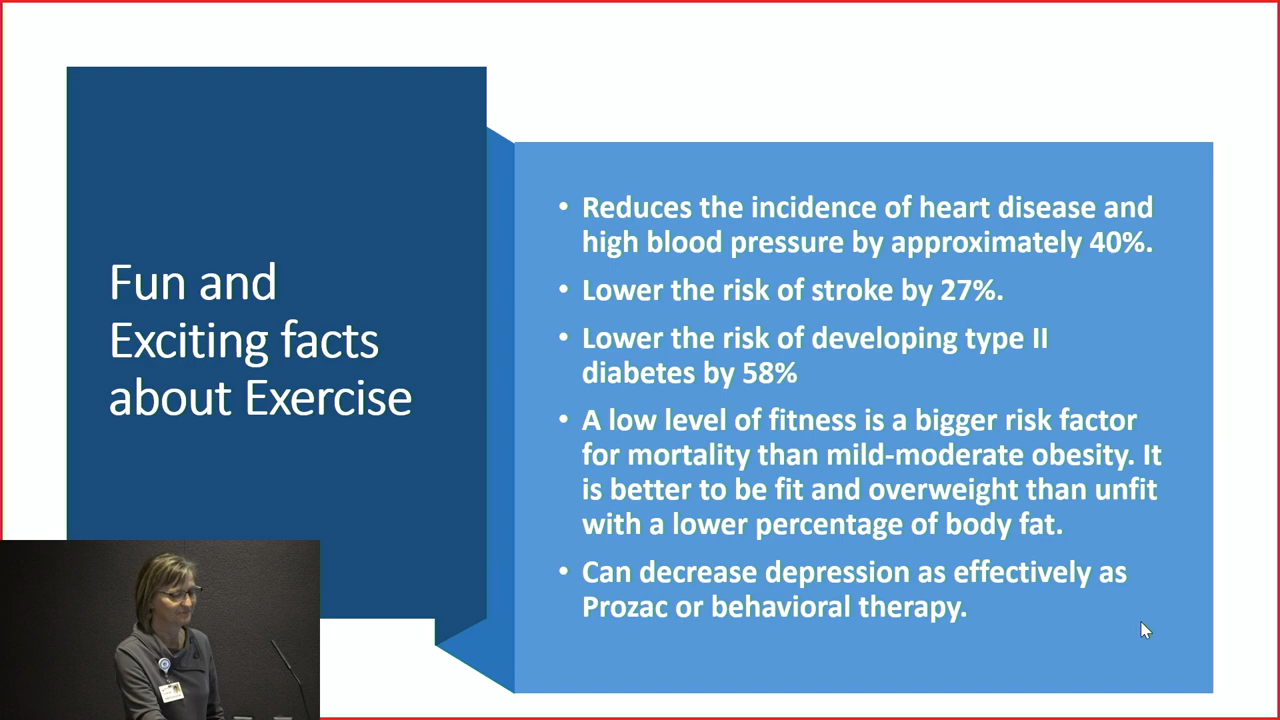 Fun and
Exciting facts
about Exercise
• Reduces the incidence of heart disease and
high blood pressure by approximately 40%.
• Lower the risk of stroke by 27%.
• Lower the risk of developing type II
diabetes by 58%
• A low level of fitness is a bigger risk factor
for mortality than mild-moderate obesity. It
is better to be fit and overweight than unfit
with a lower percentage of body fat.
• Can decrease depression as effectively as
Prozac or behavioral therapy.